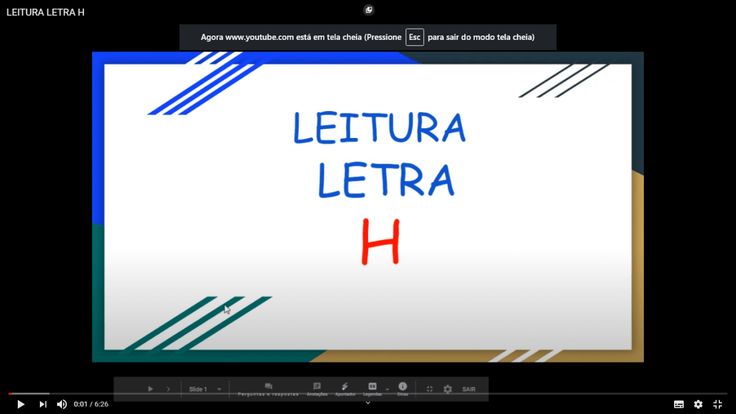 LEITURA LETRA H
Agora www.youtube.com está em tela cheia (Pressione Esc para sair do modo tela cheia)
LEITURA
LETRA
H
Slide 1
Perguntas e respostas
Anotações
Apontador
Legendas
Dicas
SAIR
0:01 / 6:26